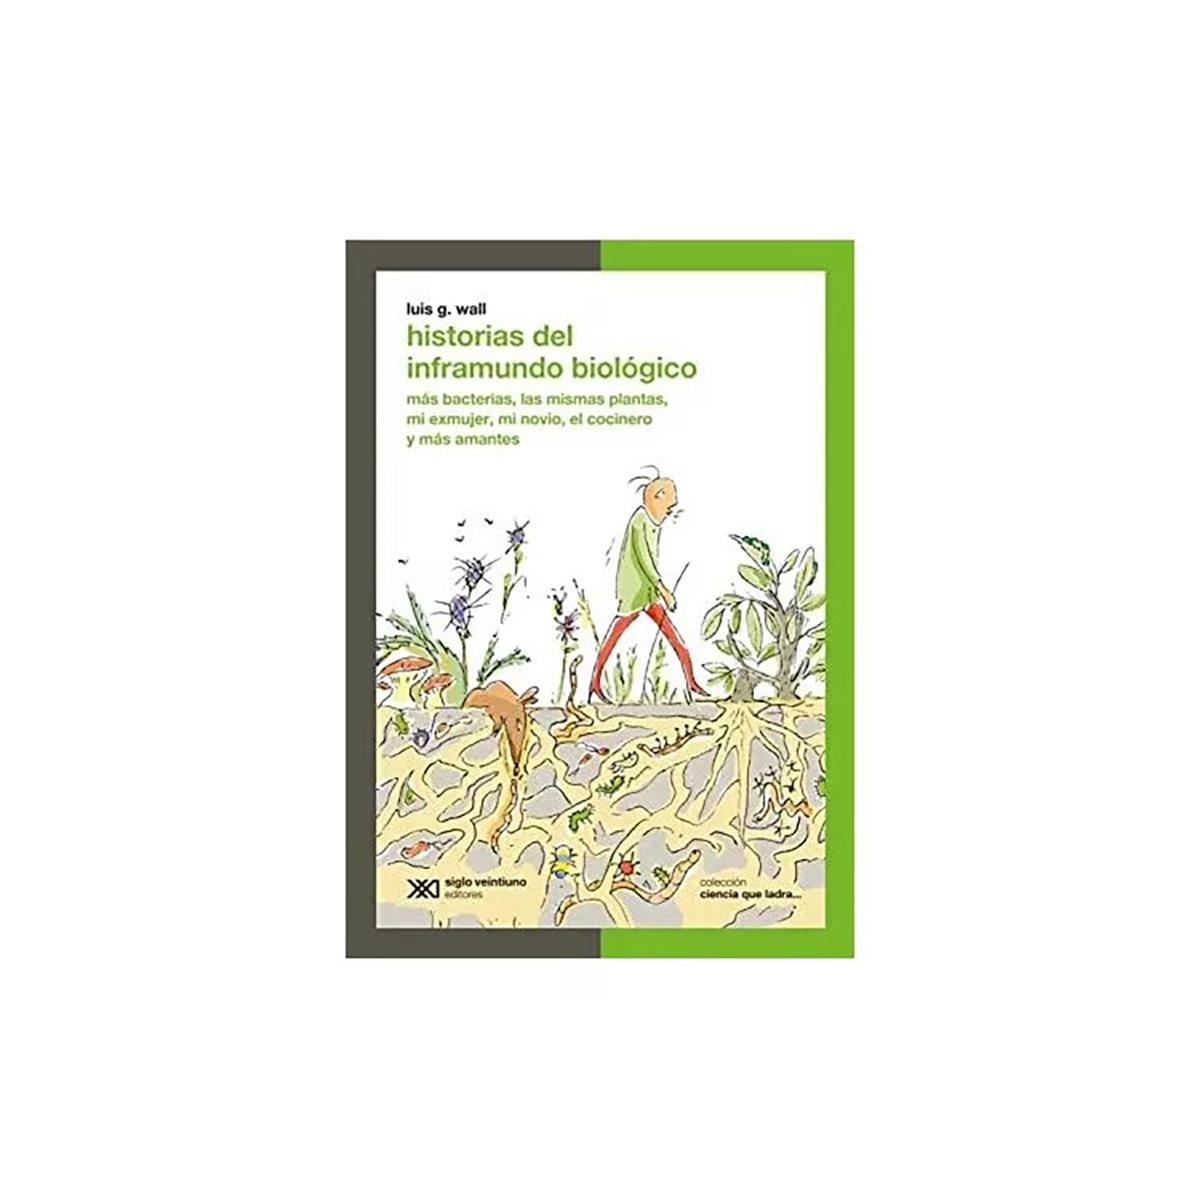 luis g. wall
historias del
inframundo biológico
más bacterias, las mismas plantas,
mi exmujer, mi novio, el cocinero
y más amantes
siglo veintiuno
editores
colección
ciencia que ladra...